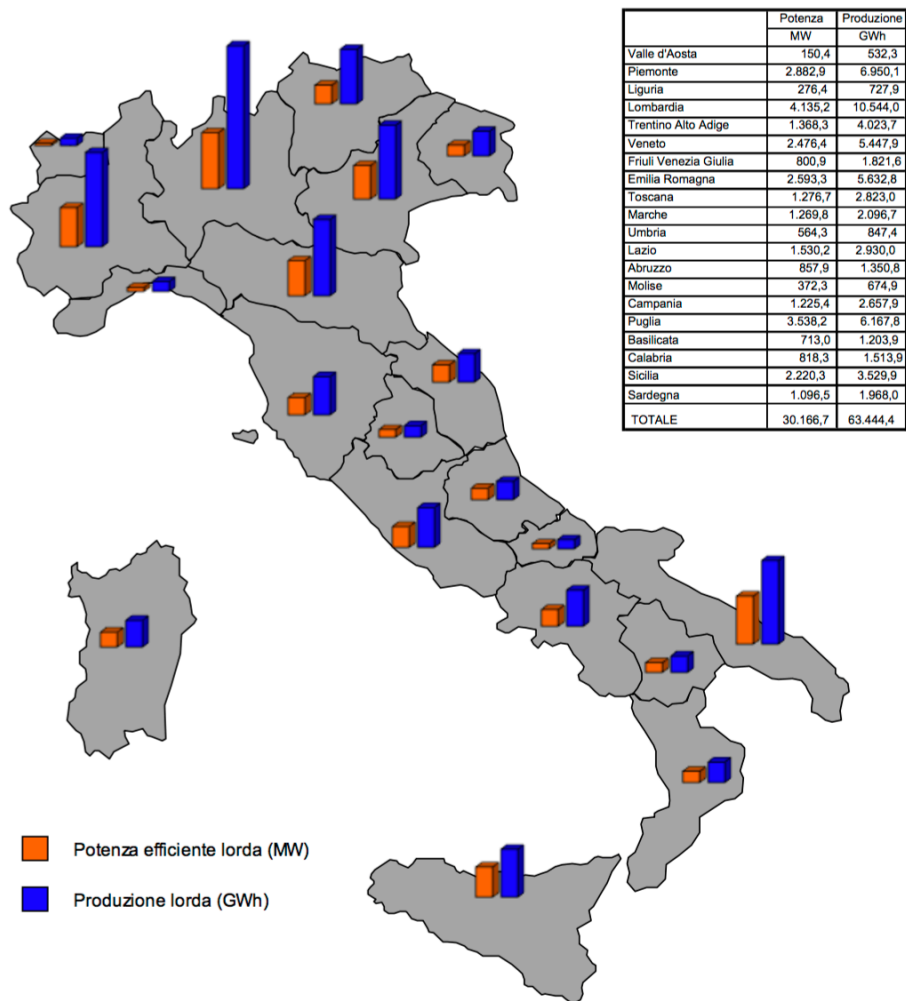 Potenza Produzione
MW GWh
Valle d'Aosta 150,4 532,3
Piemonte 2.882,9 6.950,1
Liguria 276,4 727,9
Lombardia 4.135,2 10.544,0
Trentino Alto Adige 1.368,3 4.023,7
Veneto 2.476,4 5.447,9
Friuli Venezia Giulia 800,9 1.821,6
Emilia Romagna 2.593,3 5.632,8
Toscana 1.276,7 2.823,0
Marche 1.269,8 2.096,7
Umbria 564,3 847,4
Lazio 1.530,2 2.930,0
Abruzzo 857,9 1.350,8
Molise 372,3 674,9
Campania 1.225,4 2.657,9
Puglia 3.538,2 6.167,8
Basilicata 713,0 1.203,9
Calabria 818,3 1.513,9
Sicilia 2.220,3 3.529,9
Sardegna 1.096,5 1.968,0
TOTALE 30.166,7 63.444,4
Potenza efficiente lorda (MW)
Produzione lorda (GWh)